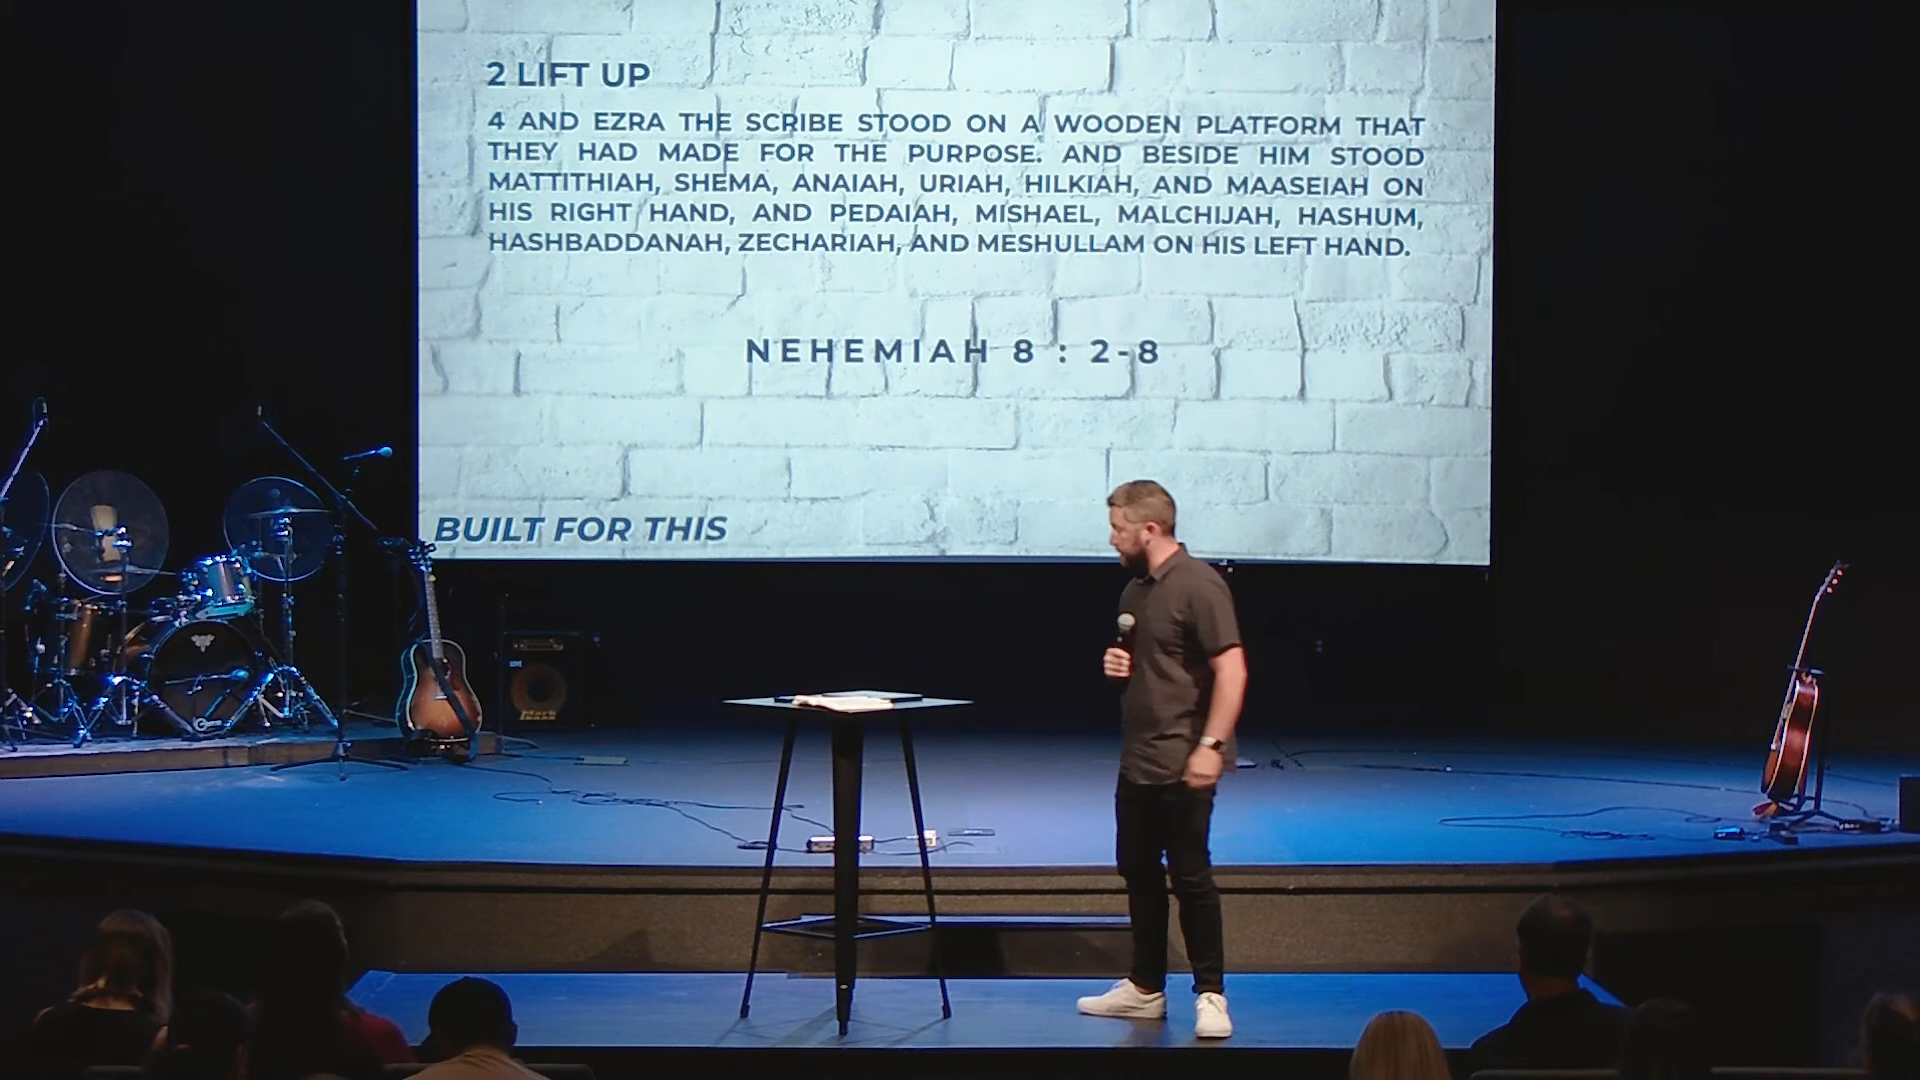 2 LIFT UP
4 AND EZRA THE SCRIBE STOOD ON A WOODEN PLATFORM THAT
THEY HAD MADE FOR THE PURPOSE. AND BESIDE HIM STOOD
MATTITHIAH, SHEMA, ANAIAH, URIAH, HILKIAH, AND MAASEIAH ON
HIS RIGHT HAND, AND PEDAIAH, MISHAEL, MALCHIJAH, HASHUM,
HASHBADDANAH, ZECHARIAH, AND MESHULLAM ON HIS LEFT HAND.
NEHEMIAH 8 : 2-8
BUILT FOR THIS